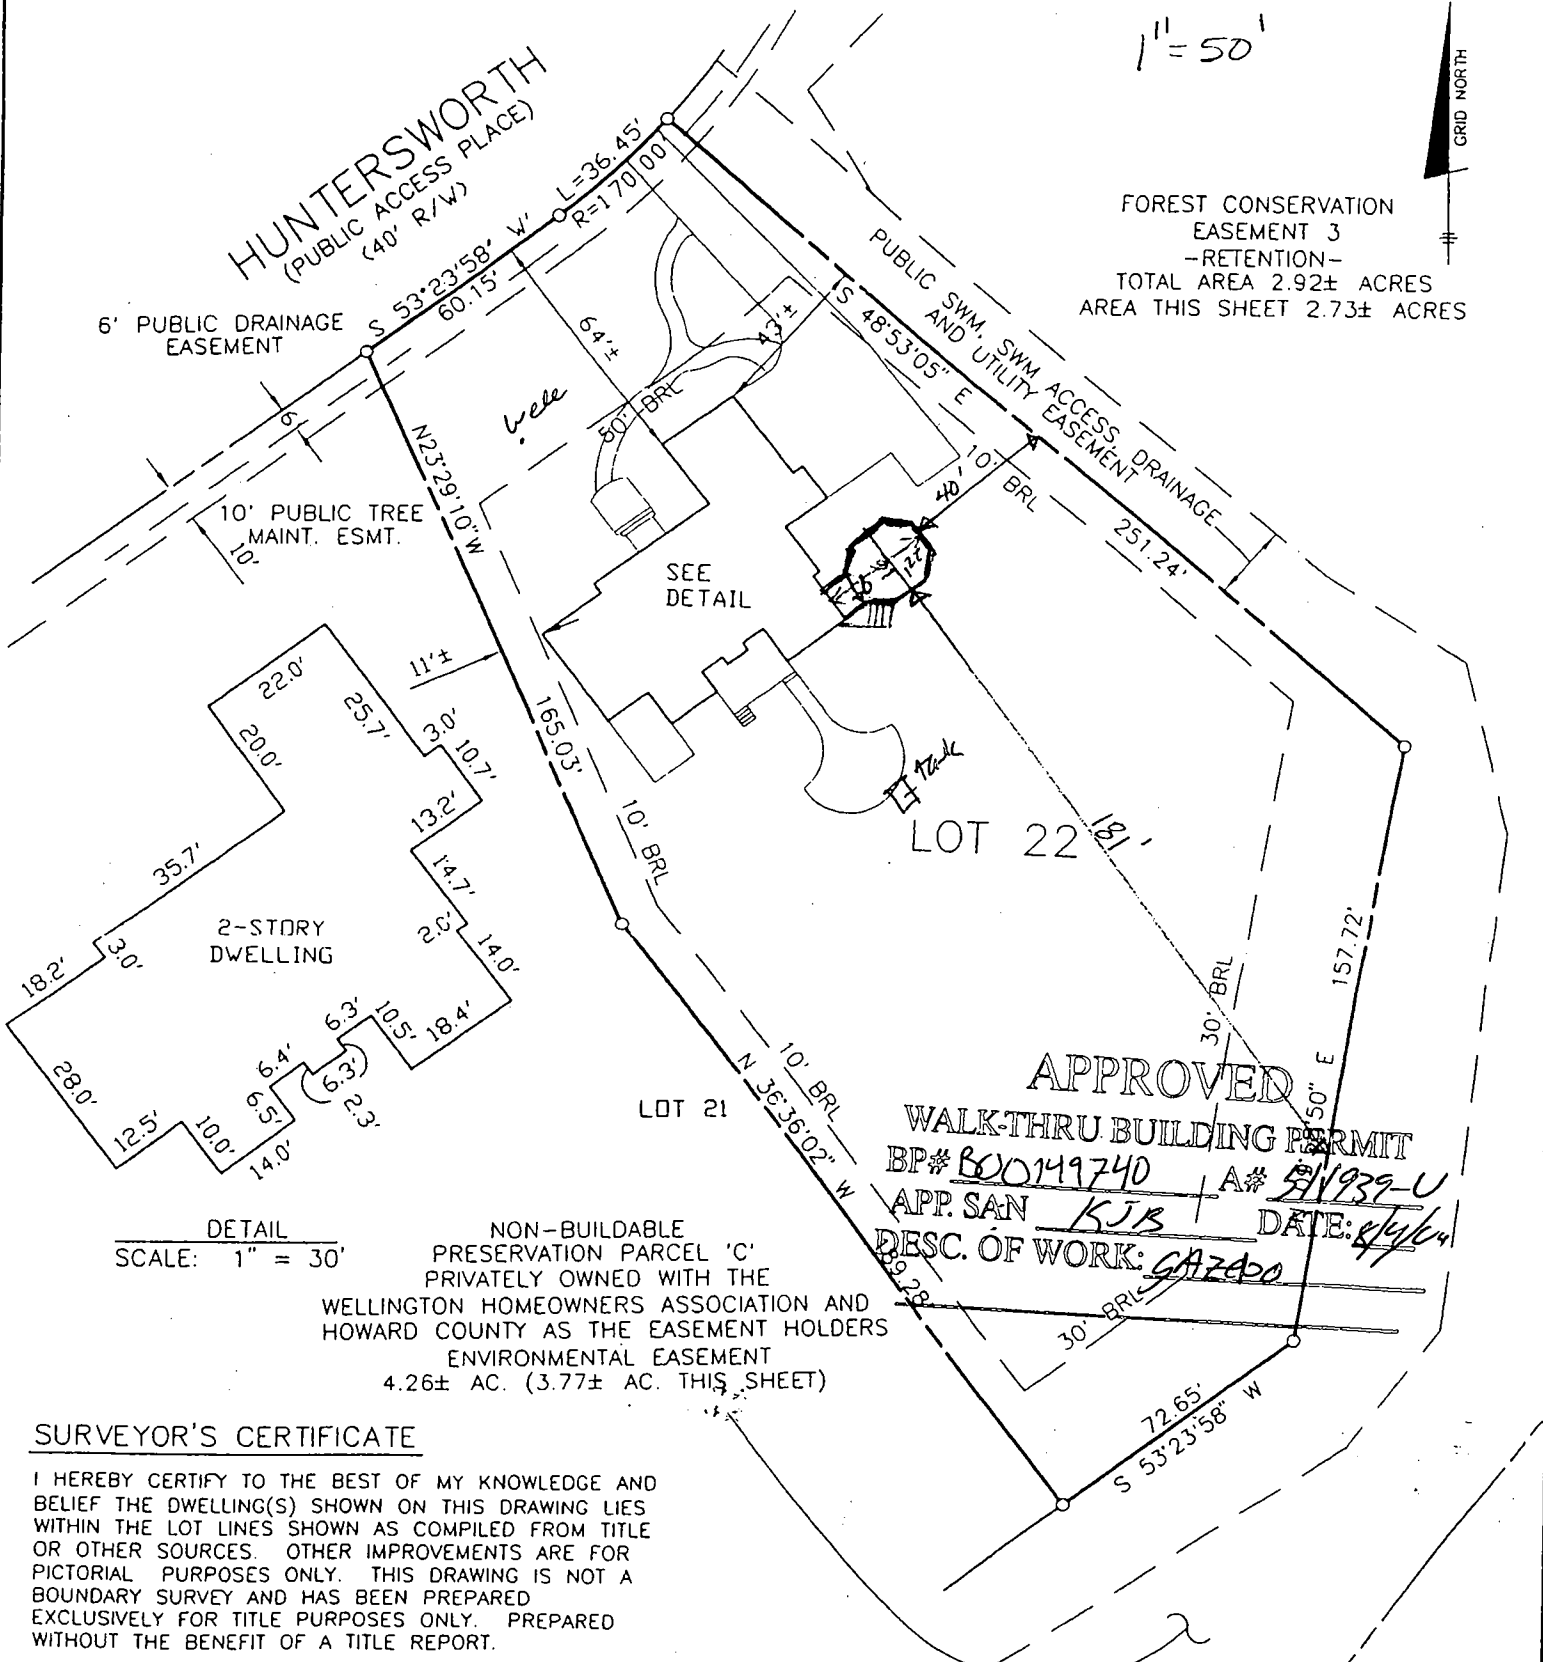 1"=50'
GRID NORTH
HUNTERSWORTH
(PUBLIC ACCESS PLACE)
(40' R/W)
L=36.45'
R=170.00'
S 53°23'58" W
60.15'
6' PUBLIC DRAINAGE
EASEMENT
6'
10' PUBLIC TREE
MAINT. ESMT.
10'
FOREST CONSERVATION
EASEMENT 3
-RETENTION-
TOTAL AREA 2.92± ACRES
AREA THIS SHEET 2.73± ACRES
PUBLIC SWM, SWM ACCESS, DRAINAGE
AND UTILITY EASEMENT
S 48°53'05" E
251.24'
64'±
43'±
50' BRL
10' BRL
40'
N23°29'10"W
165.03'
11'±
SEE
DETAIL
12'
10' BRL
LOT 22
181'
157.72'
30' BRL
22.0'
25.7'
20.0'
3.0'
10.7'
13.2'
35.7'
14.7'
2.0'
14.0'
2-STORY
DWELLING
18.2'
3.0'
6.3'
10.5'
18.4'
6.4'
6.3'
6.5'
2.3'
28.0'
12.5'
10.0'
14.0'
DETAIL
SCALE: 1" = 30'
LOT 21
10' BRL
N 36°36'02" W
E
APPROVED
WALK-THRU BUILDING PERMIT
BP# B00149740 A#
APP. SAN KJB DATE: 8/4/04
DESC. OF WORK: GAZEBO
30' BRL
72.65'
S 53°23'58" W
NON-BUILDABLE
PRESERVATION PARCEL 'C'
PRIVATELY OWNED WITH THE
WELLINGTON HOMEOWNERS ASSOCIATION AND
HOWARD COUNTY AS THE EASEMENT HOLDERS
ENVIRONMENTAL EASEMENT
4.26± AC. (3.77± AC. THIS SHEET)
SURVEYOR'S CERTIFICATE
I HEREBY CERTIFY TO THE BEST OF MY KNOWLEDGE AND
BELIEF THE DWELLING(S) SHOWN ON THIS DRAWING LIES
WITHIN THE LOT LINES SHOWN AS COMPILED FROM TITLE
OR OTHER SOURCES. OTHER IMPROVEMENTS ARE FOR
PICTORIAL PURPOSES ONLY. THIS DRAWING IS NOT A
BOUNDARY SURVEY AND HAS BEEN PREPARED
EXCLUSIVELY FOR TITLE PURPOSES ONLY. PREPARED
WITHOUT THE BENEFIT OF A TITLE REPORT.